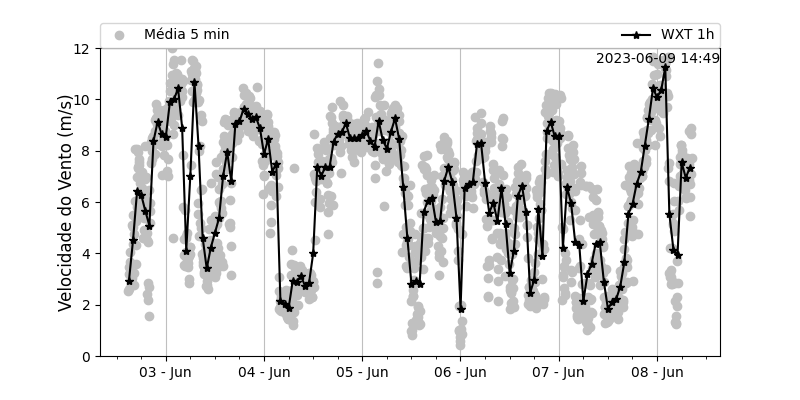 Média 5 min
WXT 1h
2023-06-09 14:49
Velocidade do Vento (m/s)
12
10
8
6
4
2
0
03 - Jun
04 - Jun
05 - Jun
06 - Jun
07 - Jun
08 - Jun